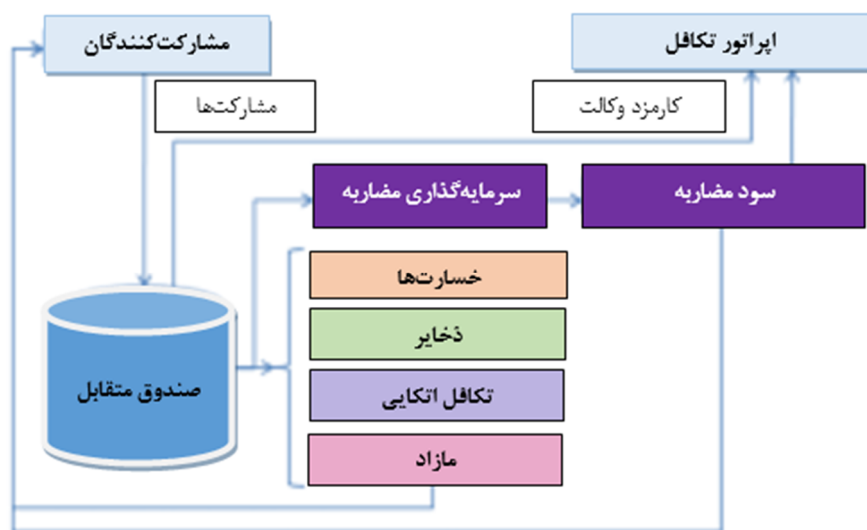 مشارکت‌کنندگان
اپراتور تکافل
مشارکت‌ها
کارمزد وکالت
سرمایه‌گذاری مضاربه
سود مضاربه
خسارت‌ها
ذخایر
صندوق متقابل
تکافل اتکایی
مازاد